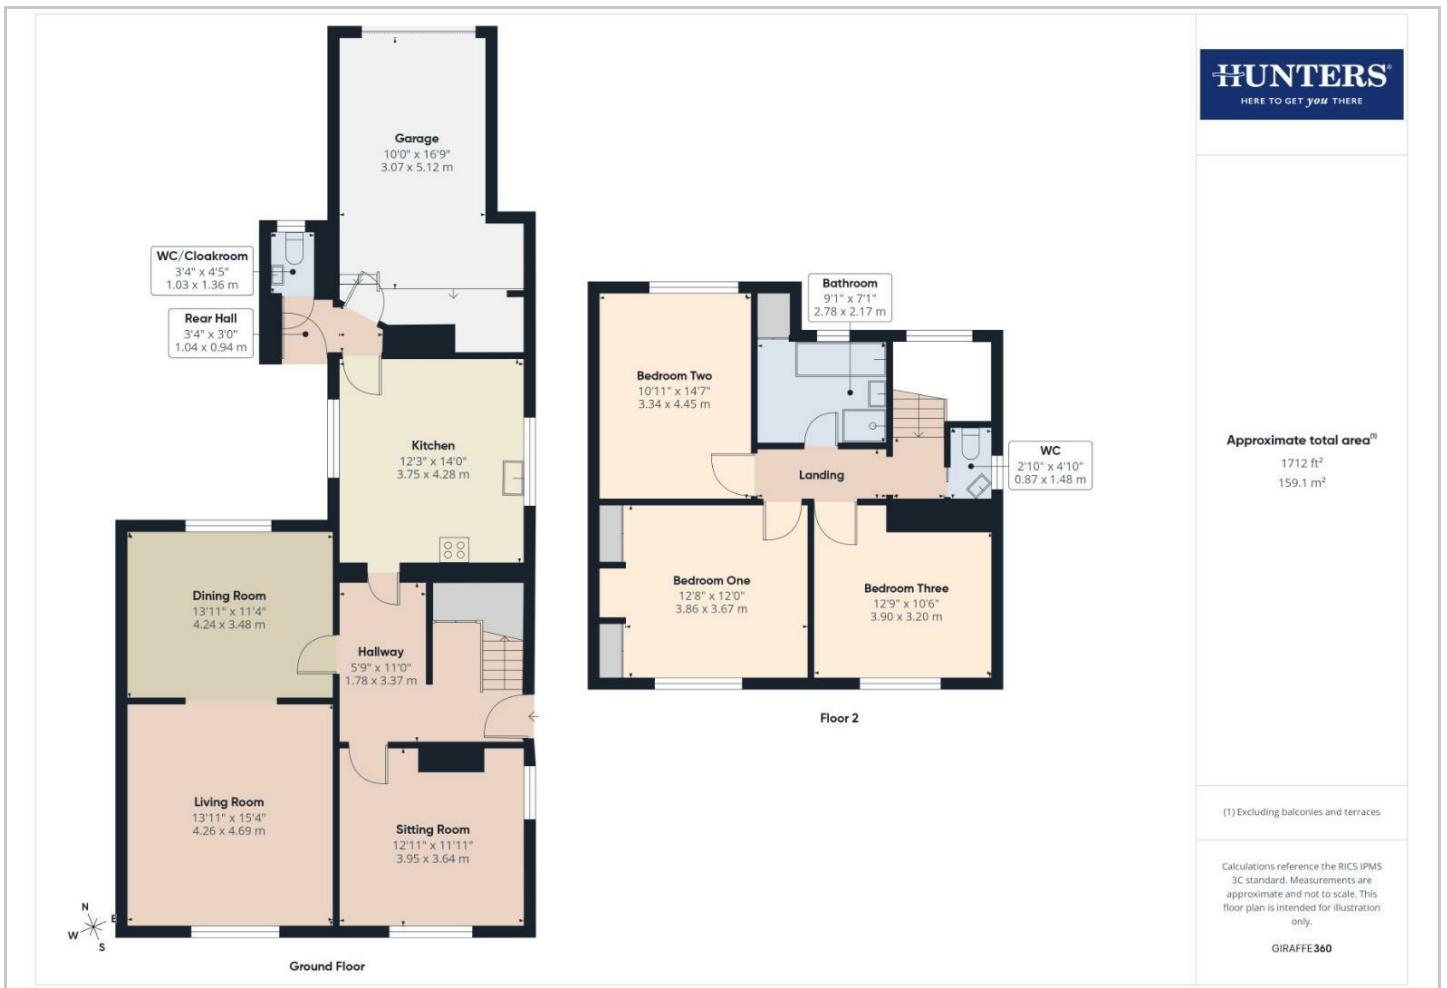 Garage
10'0" x 16'9"
3.07 x 5.12 m
WC/Cloakroom
3'4" x 4'5"
1.03 x 1.36 m
Rear Hall
3'4" x 3'0"
1.04 x 0.94 m
Kitchen
12'3" x 14'0"
3.75 x 4.28 m
Dining Room
13'11" x 11'4"
4.24 x 3.48 m
Hallway
5'9" x 11'0"
1.78 x 3.37 m
Living Room
13'11" x 15'4"
4.26 x 4.69 m
Sitting Room
12'11" x 11'11"
3.95 x 3.64 m
N
E
W
S
Ground Floor
Bathroom
9'1" x 7'1"
2.78 x 2.17 m
Bedroom Two
10'11" x 14'7"
3.34 x 4.45 m
WC
2'10" x 4'10"
0.87 x 1.48 m
Landing
Bedroom One
12'8" x 12'0"
3.86 x 3.67 m
Bedroom Three
12'9" x 10'6"
3.90 x 3.20 m
Floor 2
HUNTERS®
HERE TO GET you THERE
Approximate total area(1)
1712 ft²
159.1 m²
(1) Excluding balconies and terraces
Calculations reference the RICS IPMS
3C standard. Measurements are
approximate and not to scale. This
floor plan is intended for illustration
only.
GIRAFFE360